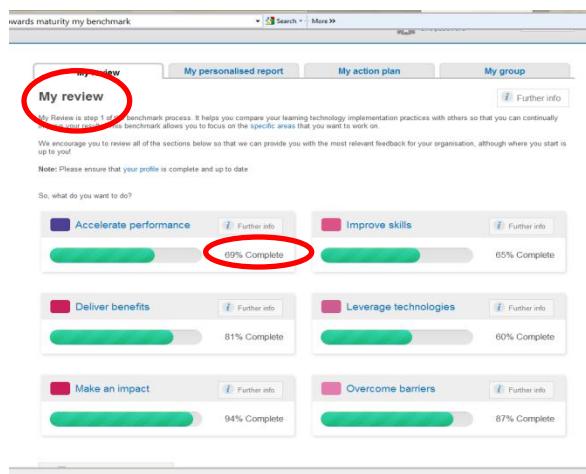 owards maturity my benchmark Search More >>
My review My personalised report My action plan My group
My review Further info
My Review is step 1 of the benchmark process. It helps you compare your learning technology implementation practices with others so that you can continually
your results. This benchmark allows you to focus on the specific areas that you want to work on.
We encourage you to review all of the sections below so that we can provide you with the most relevant feedback for your organisation, although where you start is
up to you!
Note: Please ensure that your profile is complete and up to date
So, what do you want to do?
Accelerate performance Further info Improve skills Further info
69% Complete 65% Complete
Deliver benefits Further info Leverage technologies Further info
81% Complete 60% Complete
Make an impact Further info Overcome barriers Further info
94% Complete 87% Complete